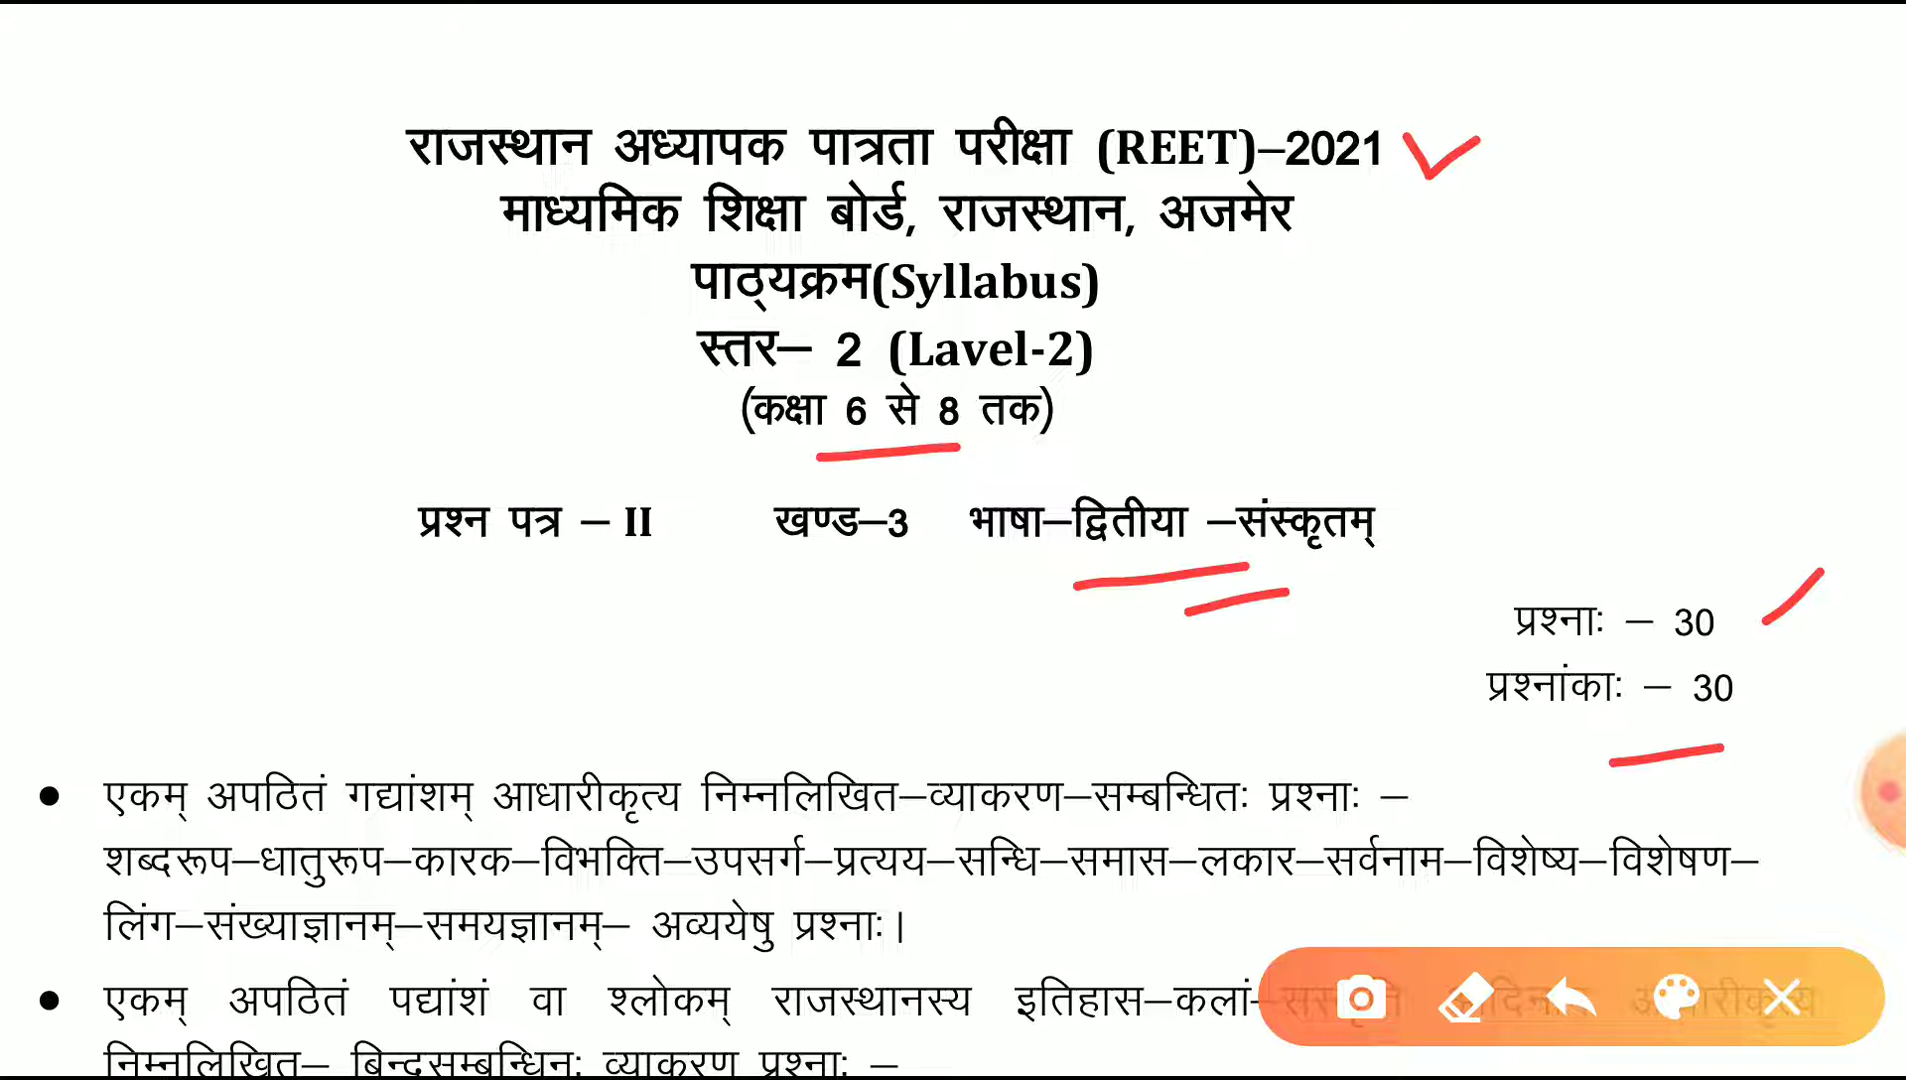 राजस्थान अध्यापक पात्रता परीक्षा (REET)–2021
माध्यमिक शिक्षा बोर्ड, राजस्थान, अजमेर
पाठ्यक्रम(Syllabus)
स्तर– 2 (Lavel-2)
(कक्षा 6 से 8 तक)
प्रश्न पत्र – II खण्ड–3 भाषा–द्वितीया –संस्कृतम्
प्रश्नाः – 30
प्रश्नांकाः – 30
● एकम् अपठितं गद्यांशम् आधारीकृत्य निम्नलिखित–व्याकरण–सम्बन्धितः प्रश्नाः –
शब्दरूप–धातुरूप–कारक–विभक्ति–उपसर्ग–प्रत्यय–सन्धि–समास–लकार–सर्वनाम–विशेष्य–विशेषण–
लिंग–संख्याज्ञानम्–समयज्ञानम्– अव्ययेषु प्रश्नाः।
● एकम् अपठितं पद्यांशं वा श्लोकम् राजस्थानस्य इतिहास–कलां–
निम्नलिखित– बिन्दुसम्बन्धिनः व्याकरण प्रश्नाः –